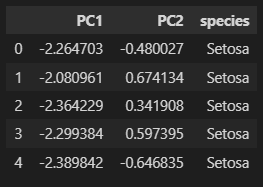 PC1 PC2 species
0 -2.264703 -0.480027 Setosa
1 -2.080961 0.674134 Setosa
2 -2.364229 0.341908 Setosa
3 -2.299384 0.597395 Setosa
4 -2.389842 -0.646835 Setosa